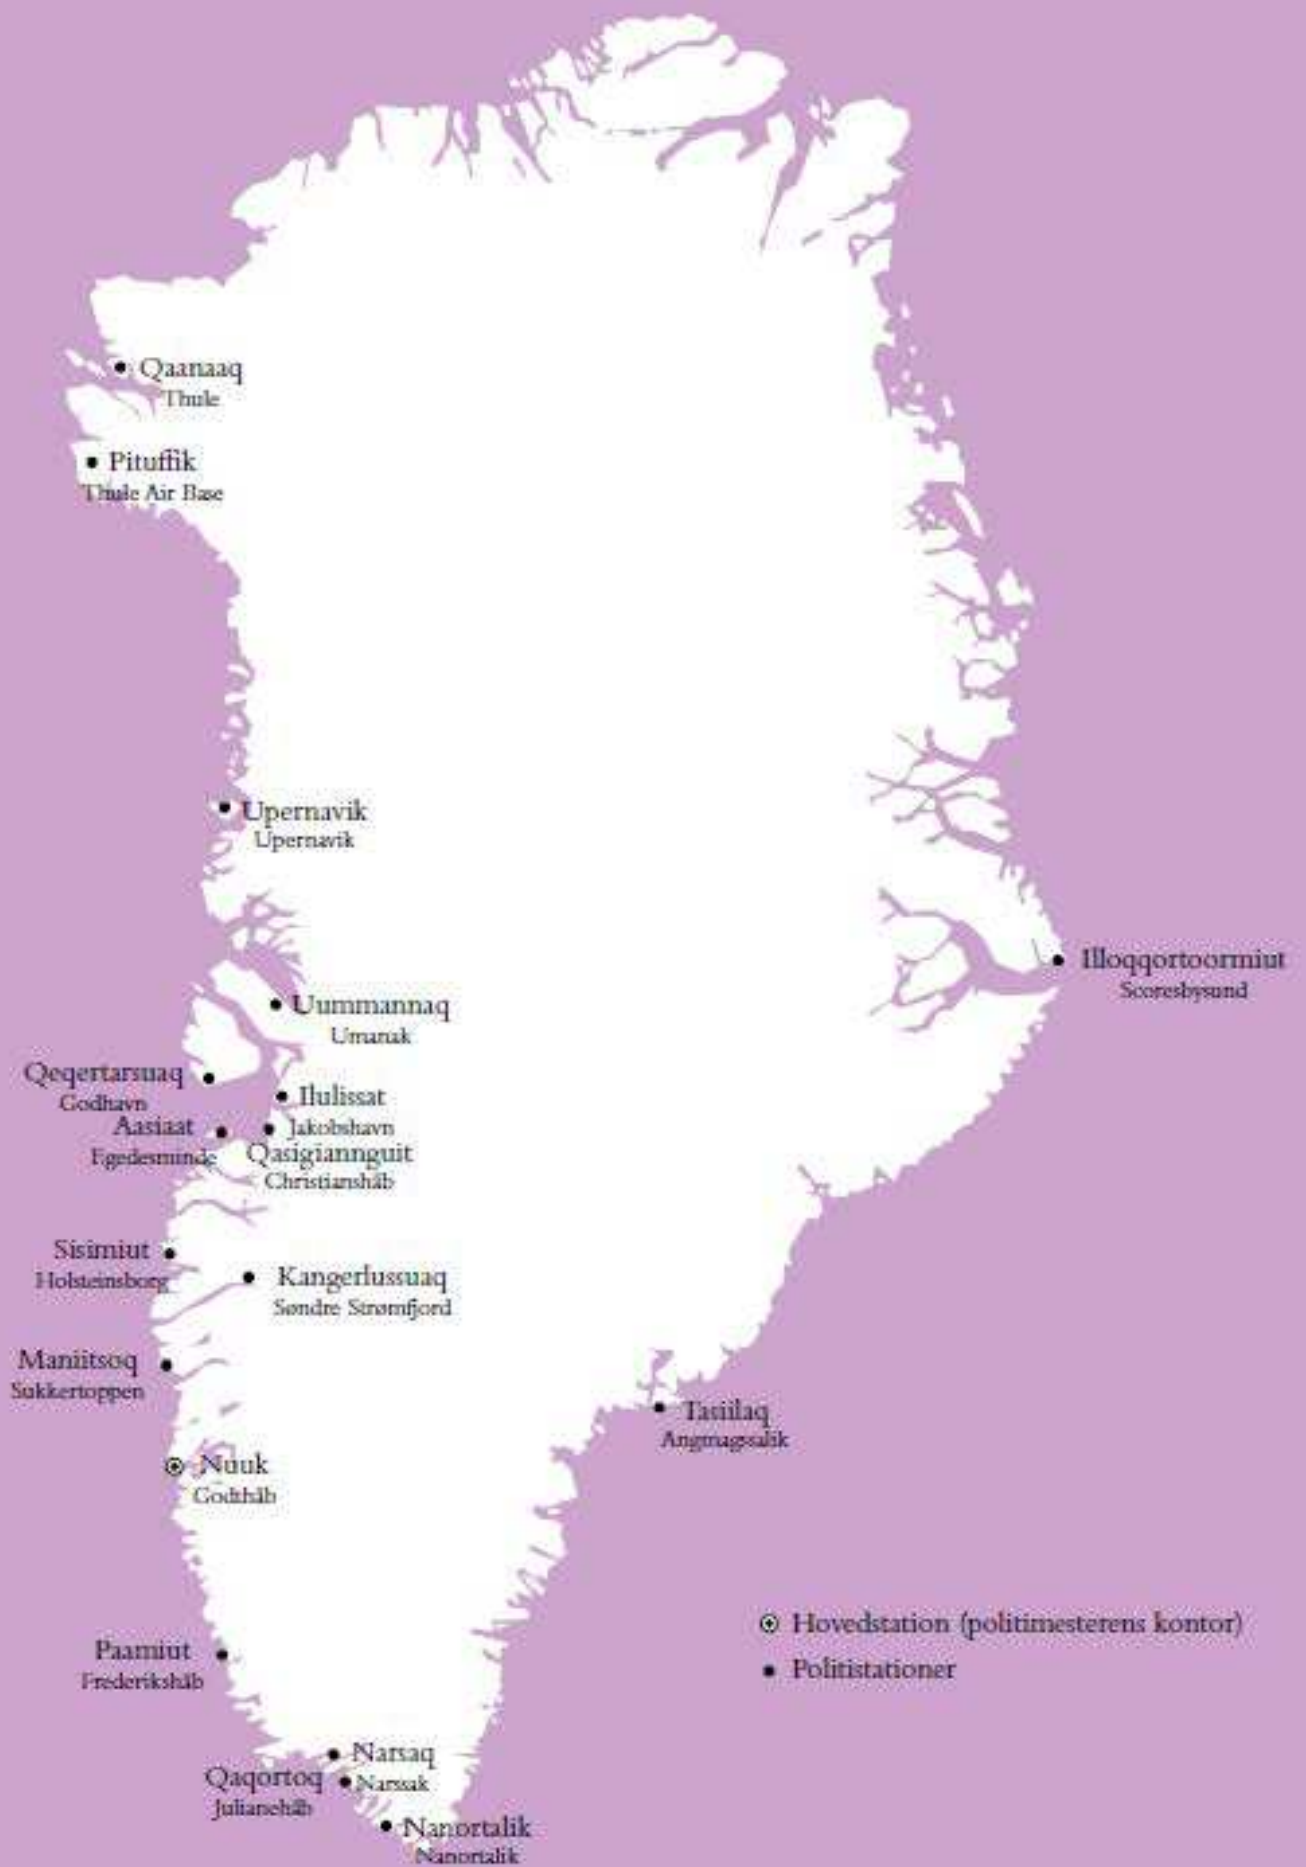 Qaanaaq
Thule
Pituffik
Thule Air Base
Upernavik
Upernavik
Illoqqortoormiut
Scoresbysund
Uummannaq
Umanak
Qeqertarsuaq
Godhavn
Ilulissat
Jakobshavn
Aasiaat
Egedesminde
Qasigiannguit
Christianshåb
Sisimiut
Holsteinsborg
Kangerlussuaq
Søndre Strømfjord
Maniitsoq
Sukkertoppen
Tasiilaq
Angmagssalik
Nuuk
Godthåb
Hovedstation (politimesterens kontor)
Politistationer
Paamiut
Frederikshåb
Narsaq
Narssak
Qaqortoq
Julianehåb
Nanortalik
Nanortalik